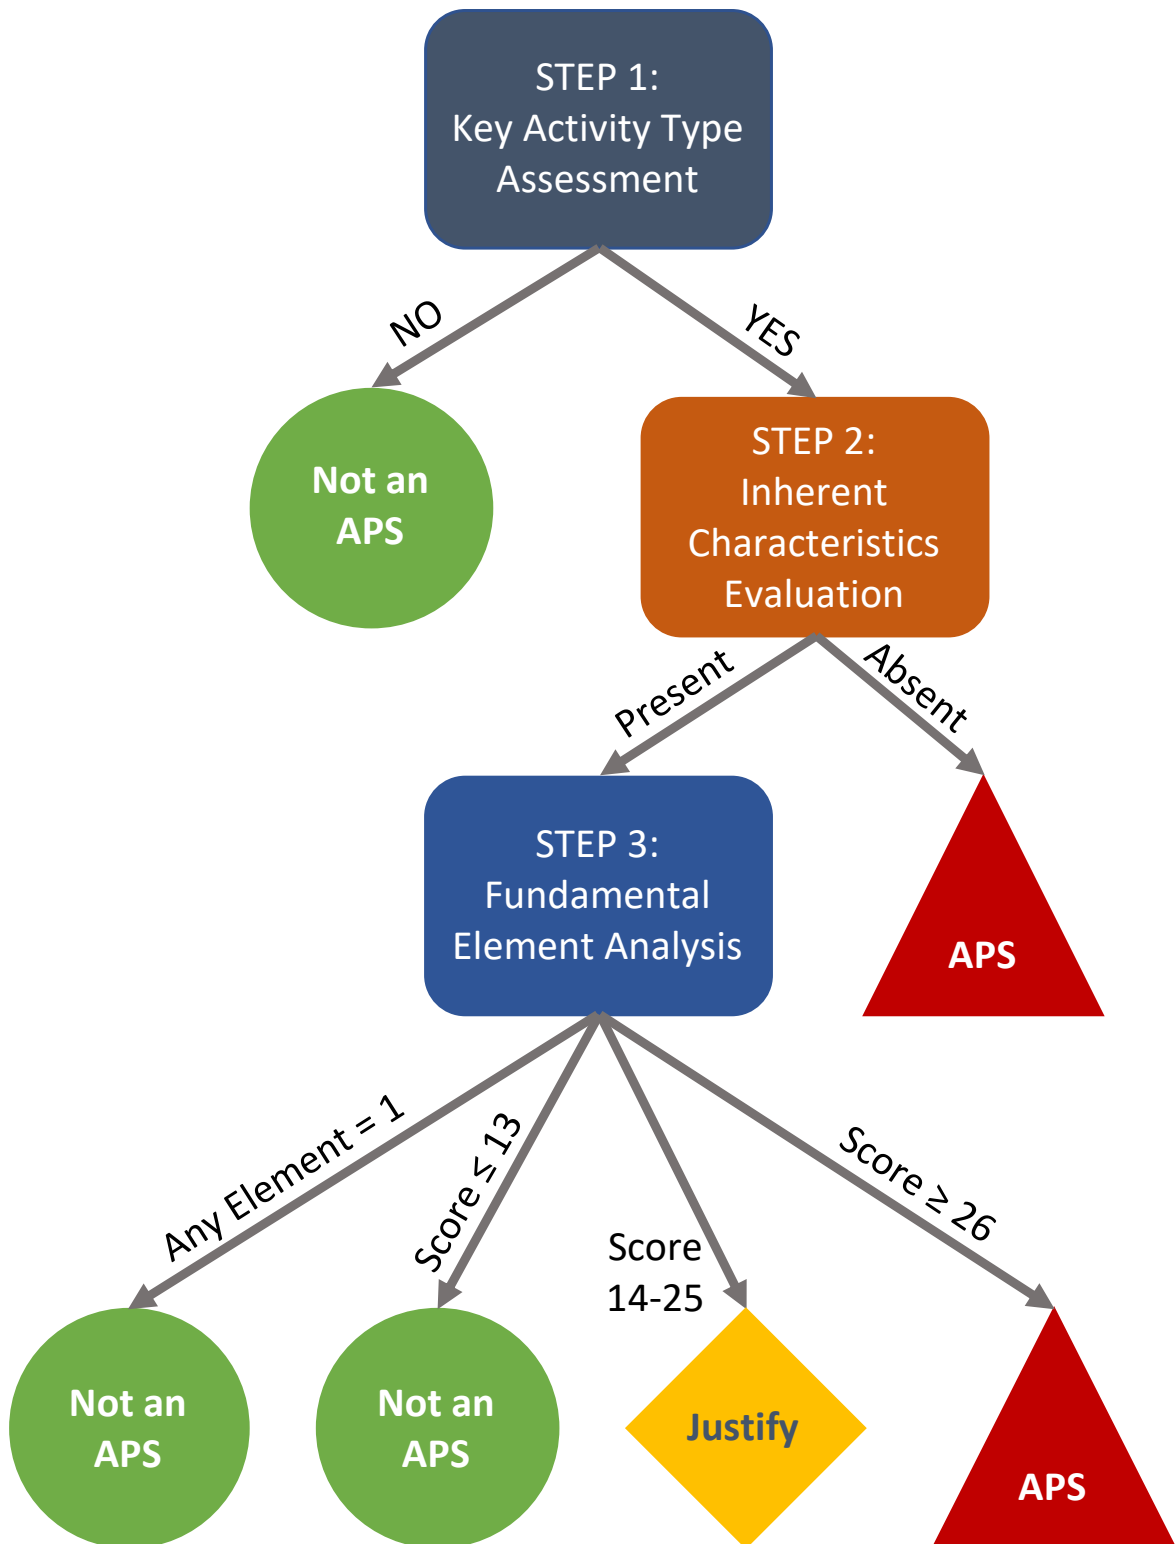 STEP 1:
Key Activity Type
Assessment
NO
YES
Not an
APS
STEP 2:
Inherent
Characteristics
Evaluation
Present
Absent
STEP 3:
Fundamental
Element Analysis
APS
Any Element = 1
Score ≤ 13
Score
14-25
Score ≥ 26
Not an
APS
Not an
APS
Justify
APS